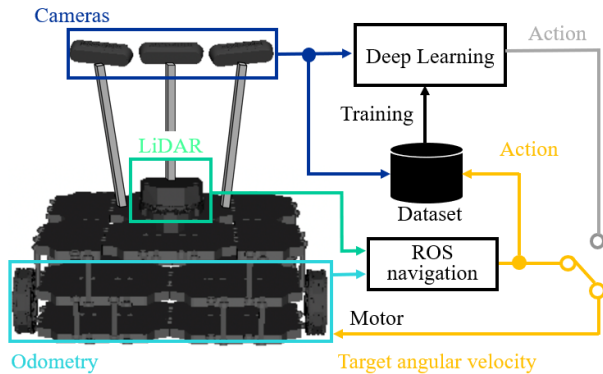 Cameras
Deep Learning
Action
Training
LiDAR
Action
Dataset
ROS
navigation
Motor
Odometry
Target angular velocity